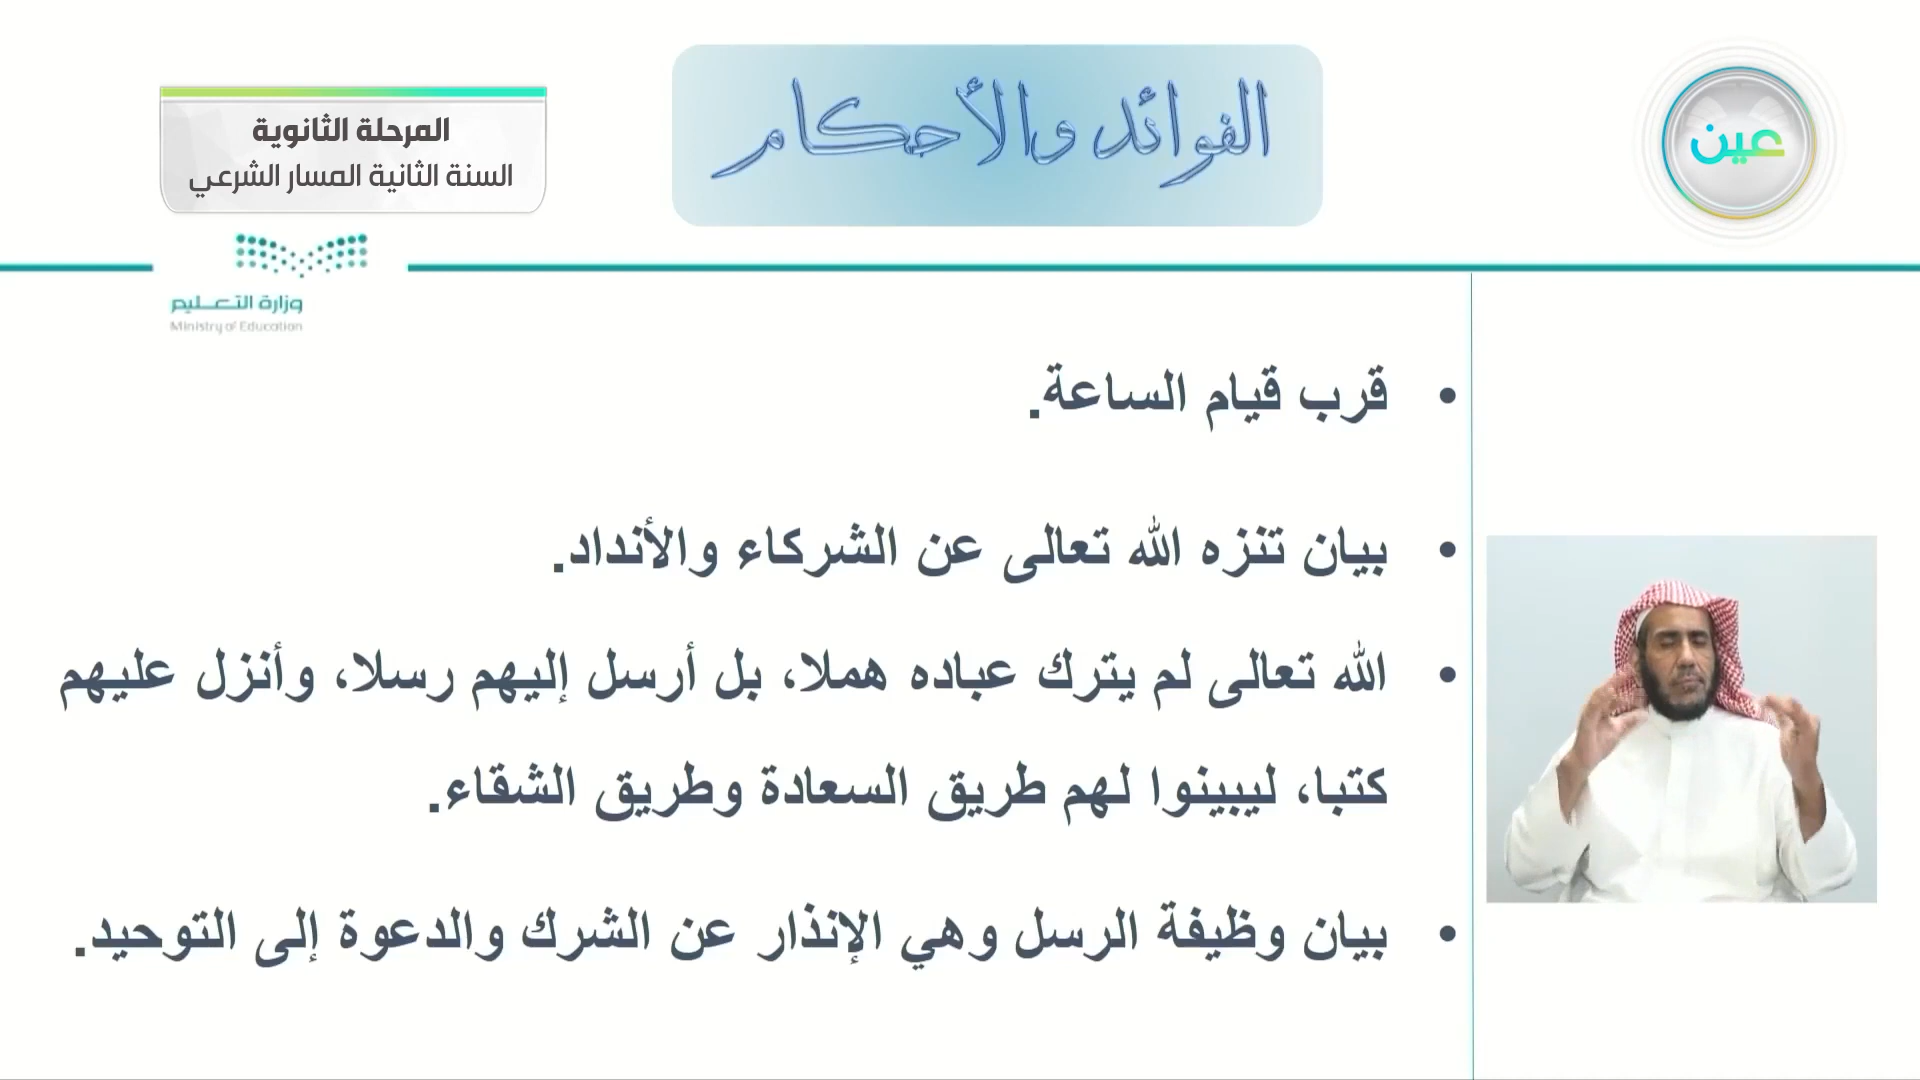 الفوائد والأحكام
المرحلة الثانوية
السنة الثانية المسار الشرعي
عين
وزارة التعليم
Ministry of Education
• قرب قيام الساعة.
• بيان تنزه الله تعالى عن الشركاء والأنداد.
• الله تعالى لم يترك عباده هملا، بل أرسل إليهم رسلا، وأنزل عليهم
كتبا، ليبينوا لهم طريق السعادة وطريق الشقاء.
• بيان وظيفة الرسل وهي الإنذار عن الشرك والدعوة إلى التوحيد.